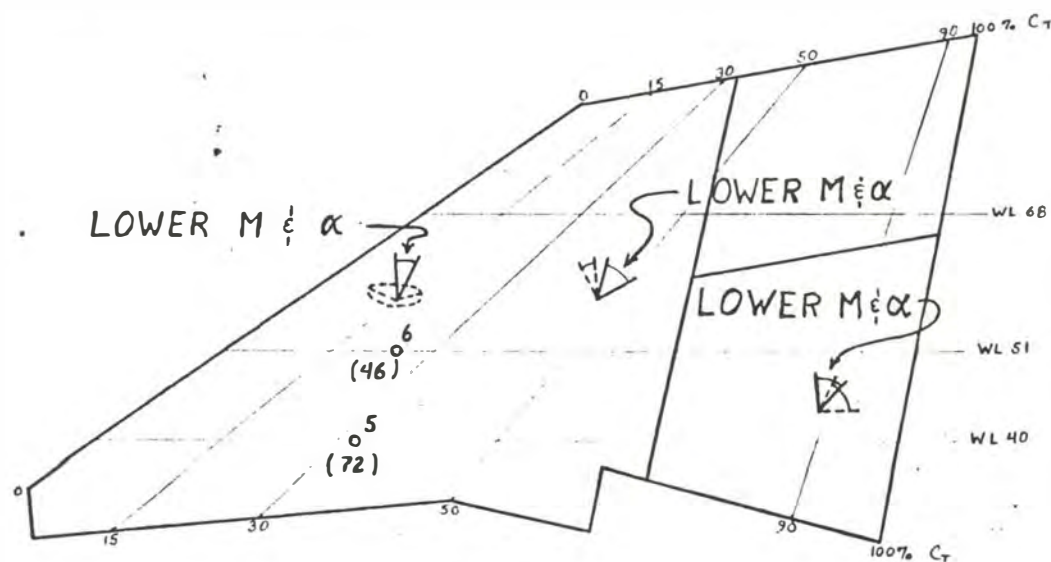 100% C_T
90
50
30
15
0
LOWER M & α
LOWER M & α
WL 68
LOWER M & α
6
(46)
WL 51
5
(72)
WL 40
0
15
30
50
90
100% C_T